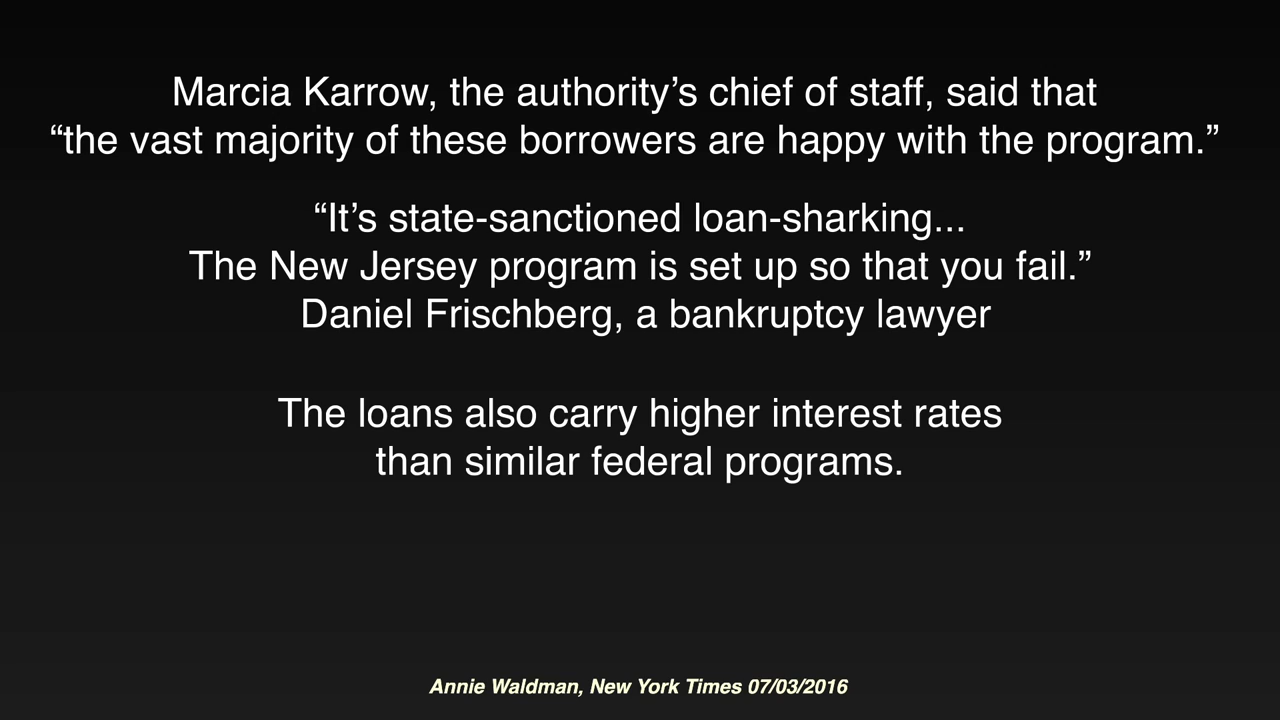 Marcia Karrow, the authority’s chief of staff, said that
“the vast majority of these borrowers are happy with the program.”
“It’s state-sanctioned loan-sharking...
The New Jersey program is set up so that you fail.”
Daniel Frischberg, a bankruptcy lawyer
The loans also carry higher interest rates
than similar federal programs.
Annie Waldman, New York Times 07/03/2016